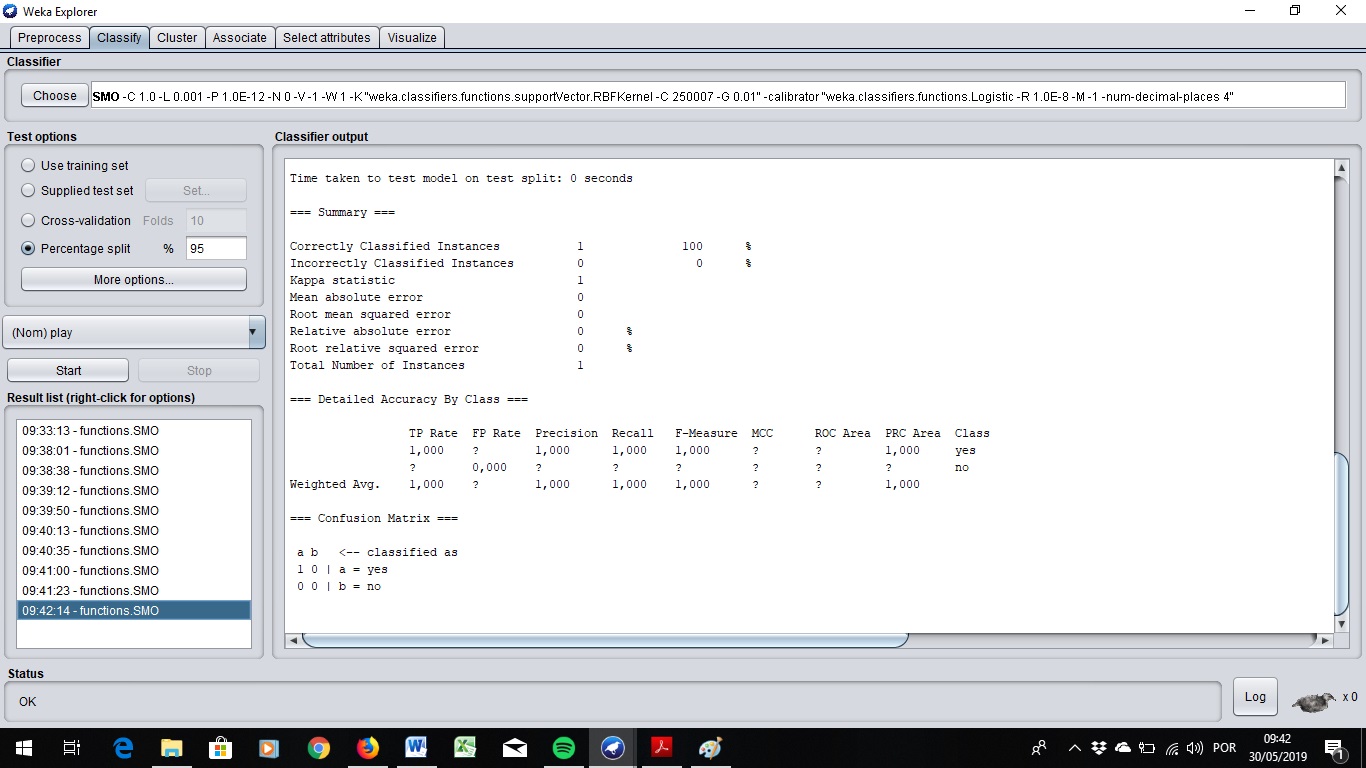 Weka Explorer
Preprocess Classify Cluster Associate Select attributes Visualize
Classifier
Choose SMO -C 1.0 -L 0.001 -P 1.0E-12 -N 0 -V -1 -W 1 -K "weka.classifiers.functions.supportVector.RBFKernel -C 250007 -G 0.01" -calibrator "weka.classifiers.functions.Logistic -R 1.0E-8 -M -1 -num-decimal-places 4"
Test options
Use training set
Supplied test set Set...
Cross-validation Folds 10
Percentage split % 95
More options...
(Nom) play
Start Stop
Result list (right-click for options)
09:33:13 - functions.SMO
09:38:01 - functions.SMO
09:38:38 - functions.SMO
09:39:12 - functions.SMO
09:39:50 - functions.SMO
09:40:13 - functions.SMO
09:40:35 - functions.SMO
09:41:00 - functions.SMO
09:41:23 - functions.SMO
09:42:14 - functions.SMO
Classifier output
Time taken to test model on test split: 0 seconds
=== Summary ===
Correctly Classified Instances 1 100 %
Incorrectly Classified Instances 0 0 %
Kappa statistic 1
Mean absolute error 0
Root mean squared error 0
Relative absolute error 0 %
Root relative squared error 0 %
Total Number of Instances 1
=== Detailed Accuracy By Class ===
TP Rate FP Rate Precision Recall F-Measure MCC ROC Area PRC Area Class
1,000 ? 1,000 1,000 1,000 ? ? 1,000 yes
? 0,000 ? ? ? ? ? ? no
Weighted Avg. 1,000 ? 1,000 1,000 1,000 ? ? 1,000
=== Confusion Matrix ===
a b <-- classified as
1 0 | a = yes
0 0 | b = no
Status
OK
Log x 0
POR
09:42
30/05/2019
1